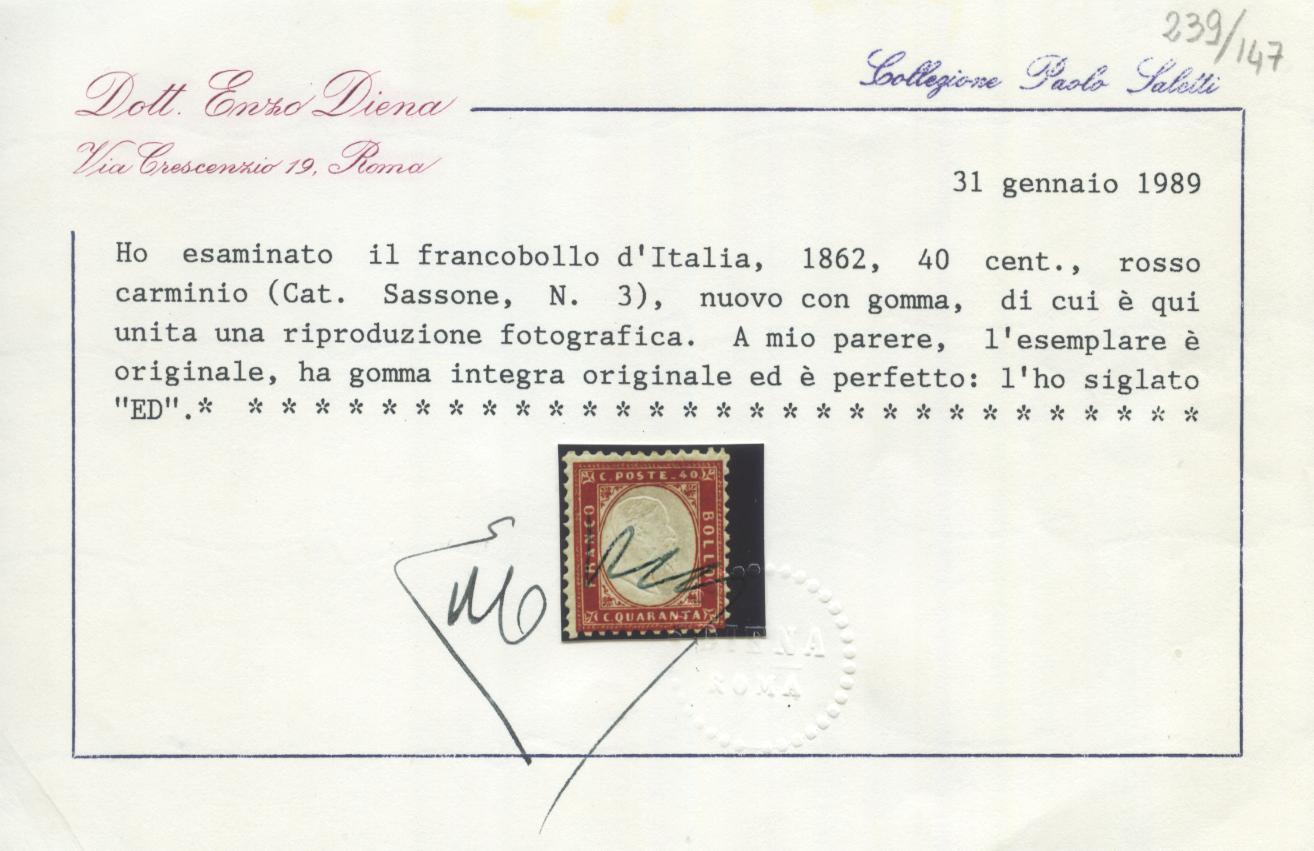 239/147
Collezione Paolo Saletti
Dott. Enzo Diena
Via Crescenzio 19, Roma
31 gennaio 1989
Ho esaminato il francobollo d'Italia, 1862, 40 cent., rosso
carminio (Cat. Sassone, N. 3), nuovo con gomma, di cui è qui
unita una riproduzione fotografica. A mio parere, l'esemplare è
originale, ha gomma integra originale ed è perfetto: l'ho siglato
"ED".* * * * * * * * * * * * * * * * * * * * * * * * * * * * * *
C. POSTE. 40
FRANCO
BOLLO
C. QUARANTA